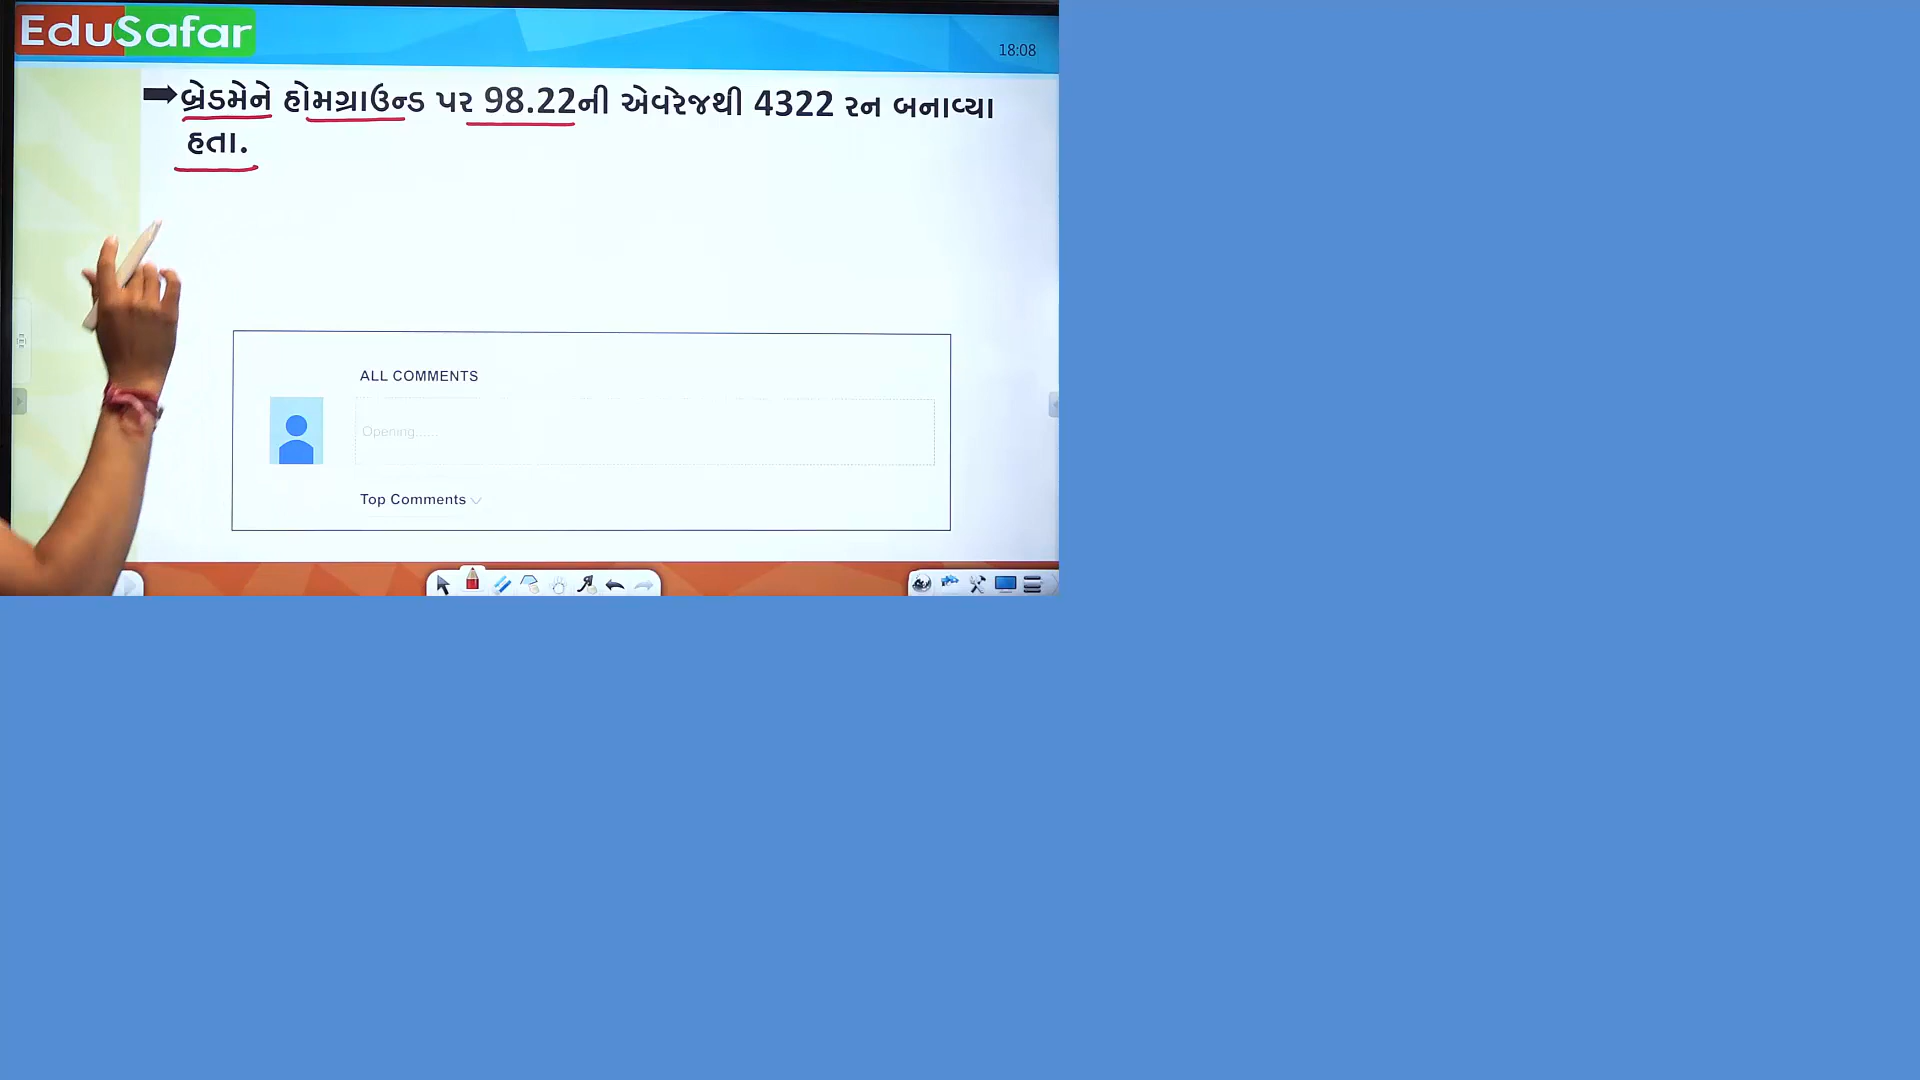 EduSafar
18:08
➡બ્રેડમેને હોમગ્રાઉન્ડ પર 98.22ની એવરેજથી 4322 રન બનાવ્યા
હતા.
ALL COMMENTS
Opening......
Top Comments